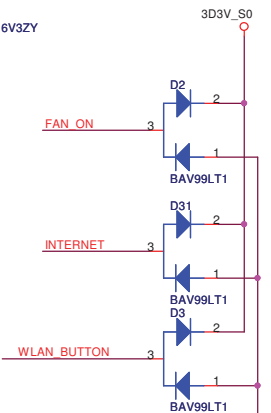 3D3V_S0
6V3ZY
D2
2
FAN_ON
3
1
BAV99LT1
D31
2
INTERNET
3
1
BAV99LT1
D3
2
WLAN_BUTTON
3
1
BAV99LT1